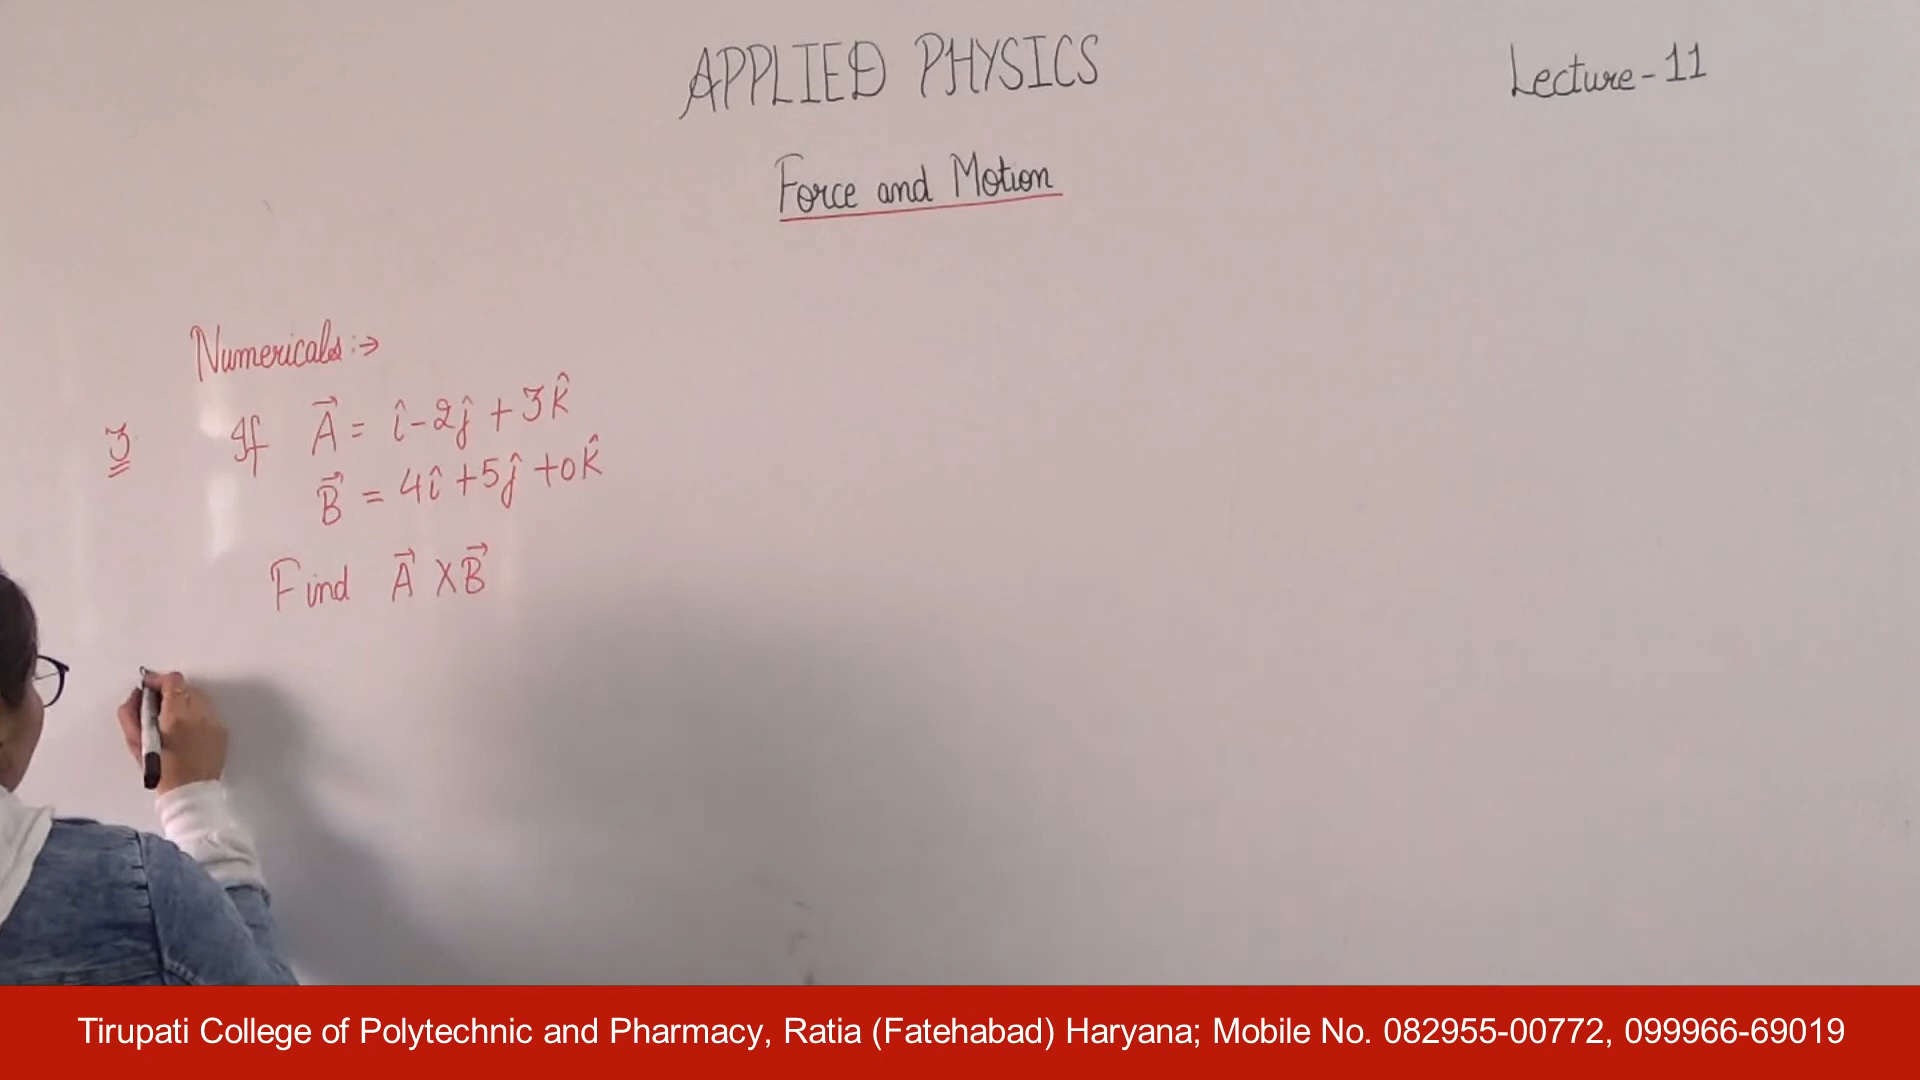 APPLIED PHYSICS
Lecture-11
Force and Motion
Numericals:→
3 If A⃗ = î-2ĵ+3k̂
B⃗ = 4î+5ĵ+0k̂
Find A⃗ X B⃗
Tirupati College of Polytechnic and Pharmacy, Ratia (Fatehabad) Haryana; Mobile No. 082955-00772, 099966-69019